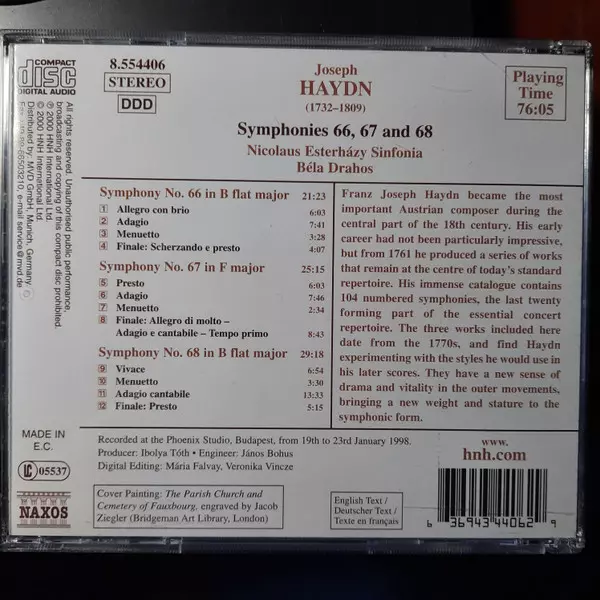 COMPACT
disc
DIGITAL AUDIO
8.554406
STEREO
DDD
Joseph
HAYDN
(1732–1809)
Playing
Time
76:05
Symphonies 66, 67 and 68
Nicolaus Esterházy Sinfonia
Béla Drahos
Symphony No. 66 in B flat major 21:23
1 Allegro con brio 6:03
2 Adagio 7:41
3 Menuetto 3:28
4 Finale: Scherzando e presto 4:07
Symphony No. 67 in F major 25:15
5 Presto 6:03
6 Adagio 7:46
7 Menuetto 2:34
8 Finale: Allegro di molto –
Adagio e cantabile – Tempo primo 8:43
Symphony No. 68 in B flat major 29:18
9 Vivace 6:54
10 Menuetto 3:30
11 Adagio cantabile 13:33
12 Finale: Presto 5:15
Franz Joseph Haydn became the most
important Austrian composer during the
central part of the 18th century. His early
career had not been particularly impressive,
but from 1761 he produced a series of works
that remain at the centre of today's standard
repertoire. His immense catalogue contains
104 numbered symphonies, the last twenty
forming part of the essential concert
repertoire. The three works included here
date from the 1770s, and find Haydn
experimenting with the styles he would use in
his later scores. They have a new sense of
drama and vitality in the outer movements,
bringing a new weight and stature to the
symphonic form.
All rights reserved. Unauthorised public performance,
broadcasting and copying of this compact disc prohibited.
℗ 2000 HNH International Ltd.
© 2000 HNH International Ltd.
Distributed by: MVD GmbH, Munich, Germany.
e-mail service@mvd.de
MADE IN
E.C.
LC 05537
NAXOS
Recorded at the Phoenix Studio, Budapest, from 19th to 23rd January 1998.
Producer: Ibolya Tóth • Engineer: János Bohus
Digital Editing: Mária Falvay, Veronika Vincze
Cover Painting: The Parish Church and
Cemetery of Fauxbourg, engraved by Jacob
Ziegler (Bridgeman Art Library, London)
English Text /
Deutscher Text /
Texte en français
www.
hnh.com
6 36943 44062 9